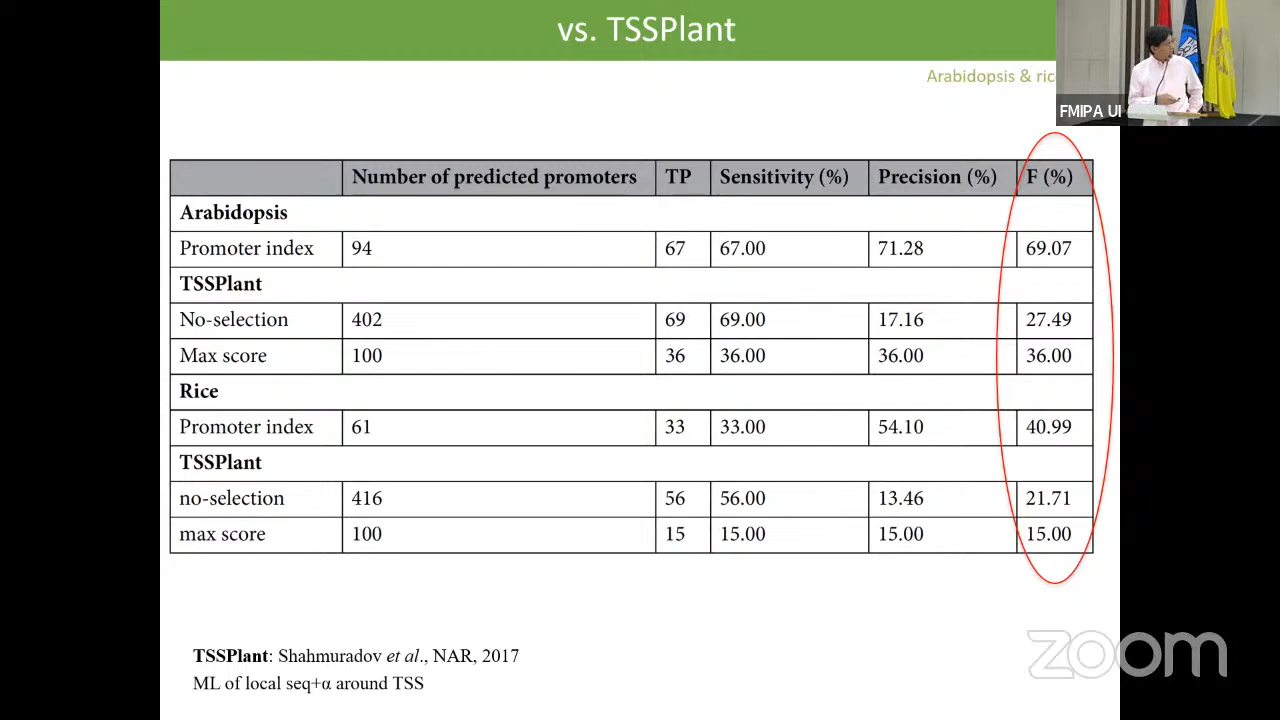 vs. TSSPlant
Arabidopsis & ric
FMIPA UI
Number of predicted promoters TP Sensitivity (%) Precision (%) F (%)
Arabidopsis
Promoter index 94 67 67.00 71.28 69.07
TSSPlant
No-selection 402 69 69.00 17.16 27.49
Max score 100 36 36.00 36.00 36.00
Rice
Promoter index 61 33 33.00 54.10 40.99
TSSPlant
no-selection 416 56 56.00 13.46 21.71
max score 100 15 15.00 15.00 15.00
TSSPlant: Shahmuradov et al., NAR, 2017
ML of local seq+α around TSS
zoom